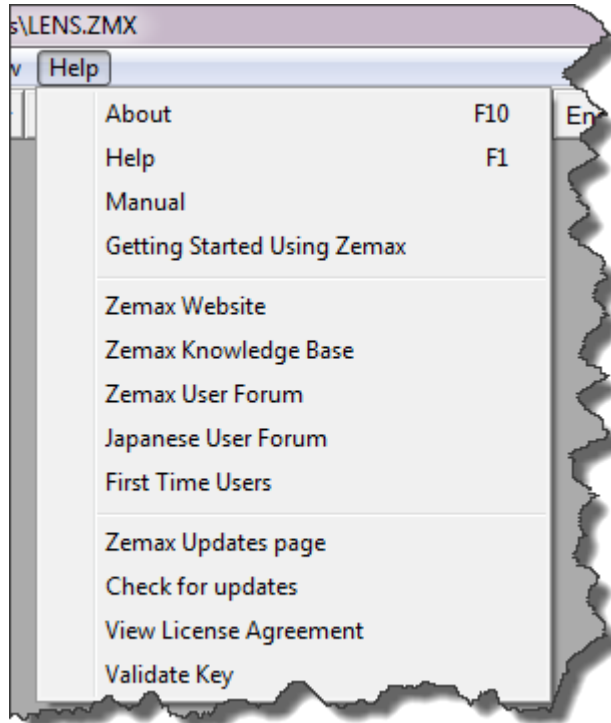 s\LENS.ZMX
Help
About F10
Help F1
Manual
Getting Started Using Zemax
Zemax Website
Zemax Knowledge Base
Zemax User Forum
Japanese User Forum
First Time Users
Zemax Updates page
Check for updates
View License Agreement
Validate Key